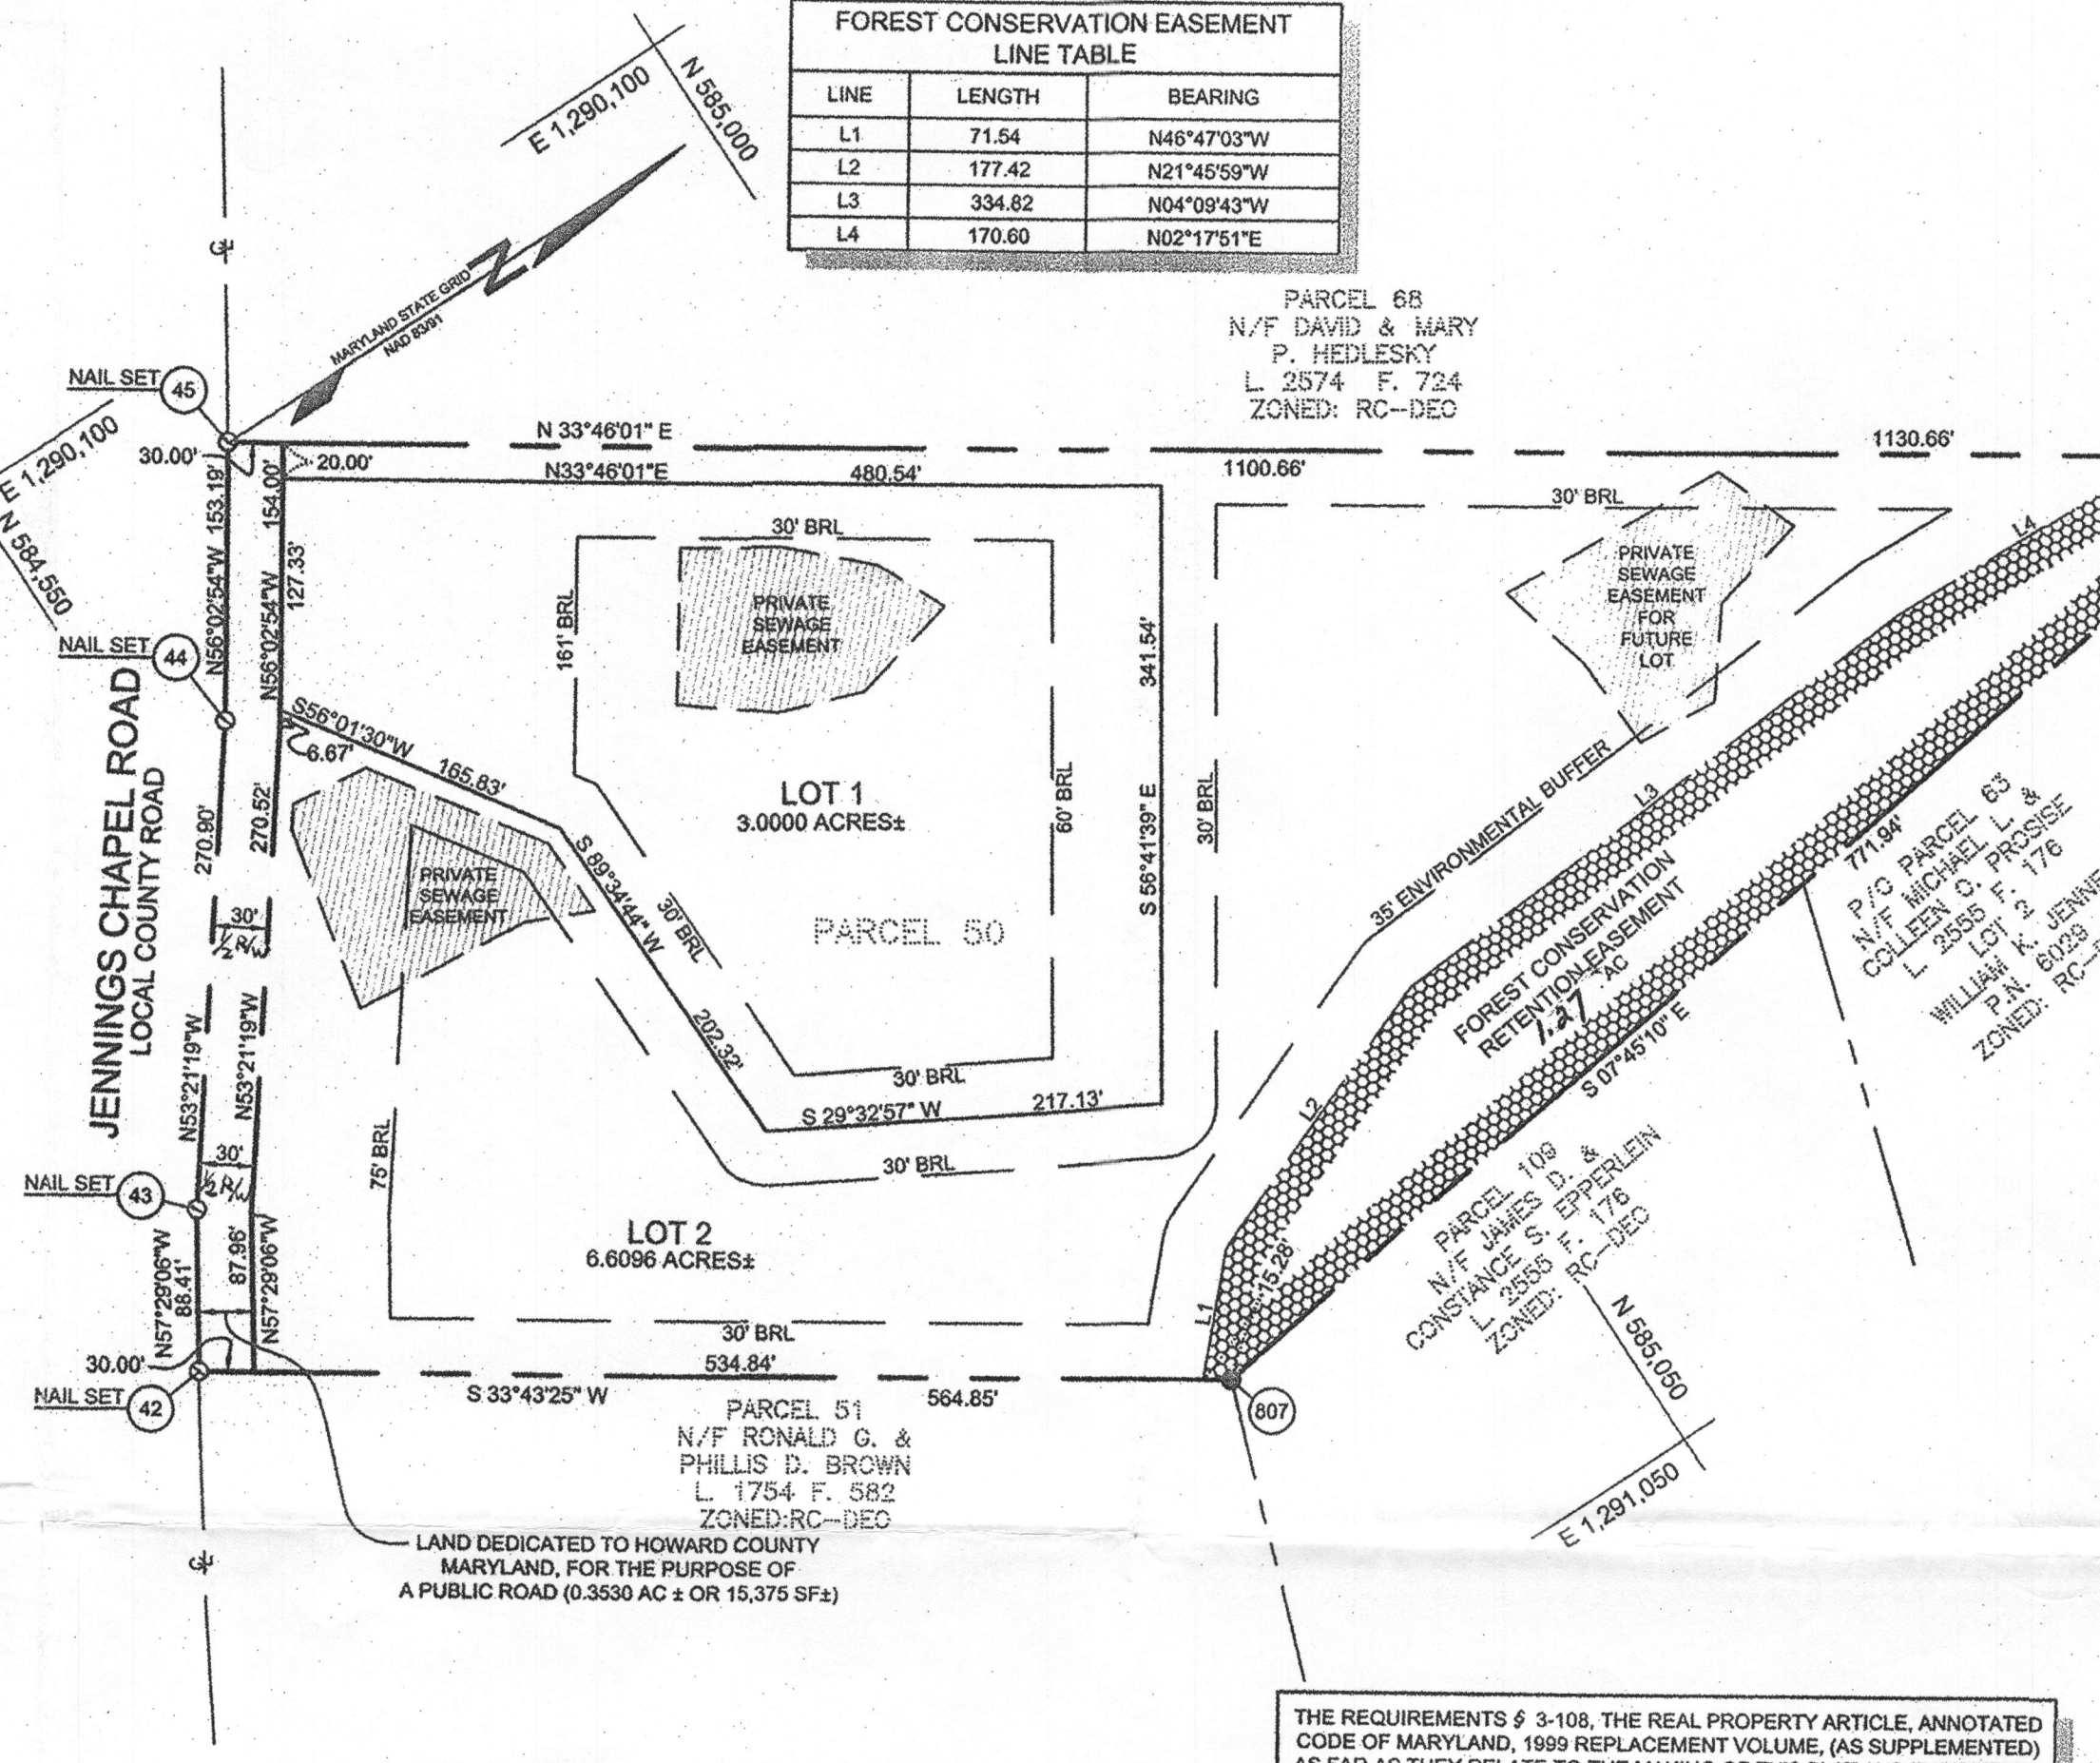 FOREST CONSERVATION EASEMENT
LINE TABLE
LINE LENGTH BEARING
L1 71.54 N46°47'03"W
L2 177.42 N21°45'59"W
L3 334.82 N04°09'43"W
L4 170.60 N02°17'51"E
E 1,290,100
N 585,000
℄
MARYLAND STATE GRID
NAD 83/91
N
PARCEL 68
N/F DAVID & MARY
P. HEDLESKY
L. 2574 F. 724
ZONED: RC-DEO
NAIL SET 45
E 1,290,100
N 584,550
30.00'
N 33°46'01" E
1130.66'
20.00'
N33°46'01"E 480.54'
1100.66'
N56°02'54"W 153.19'
N56°02'54"W 154.00'
127.33'
30' BRL
30' BRL
161' BRL
PRIVATE
SEWAGE
EASEMENT
PRIVATE
SEWAGE
EASEMENT
FOR
FUTURE
LOT
L4
NAIL SET 44
S56°01'30"W 165.83'
6.67'
341.54'
S 56°41'39" E
60' BRL
30' BRL
LOT 1
3.0000 ACRES±
PARCEL 50
JENNINGS CHAPEL ROAD
LOCAL COUNTY ROAD
270.90'
270.52'
30'
½ R/W
PRIVATE
SEWAGE
EASEMENT
S 89°34'44" W
202.32'
30' BRL
35' ENVIRONMENTAL BUFFER
L3
FOREST CONSERVATION
RETENTION EASEMENT
1.27 AC
771.94'
S 07°45'10" E
P/O PARCEL 63
N/F MICHAEL L. &
COLLEEN O. PROSISE
L. 2555 F. 176
LOT 2
WILLIAM K. JENNE
P.N. 6029
ZONED: RC-
N53°21'19"W
N53°21'19"W
30' BRL
S 29°32'57" W 217.13'
30' BRL
L2
75' BRL
30'
½ R/W
NAIL SET 43
N57°29'06"W
88.41'
87.96'
N57°29'06"W
LOT 2
6.6096 ACRES±
PARCEL 109
N/F JAMES D. &
CONSTANCE S. EPPERLEIN
L. 2555 F. 176
ZONED: RC-DEO
15.28'
L1
30' BRL
534.84'
30.00'
NAIL SET 42
S 33°43'25" W
564.85'
807
N 585,050
E 1,291,050
PARCEL 51
N/F RONALD G. &
PHILLIS D. BROWN
L. 1754 F. 582
ZONED:RC-DEO
℄
LAND DEDICATED TO HOWARD COUNTY
MARYLAND, FOR THE PURPOSE OF
A PUBLIC ROAD (0.3530 AC ± OR 15,375 SF±)
THE REQUIREMENTS § 3-108, THE REAL PROPERTY ARTICLE, ANNOTATED
CODE OF MARYLAND, 1999 REPLACEMENT VOLUME, (AS SUPPLEMENTED)